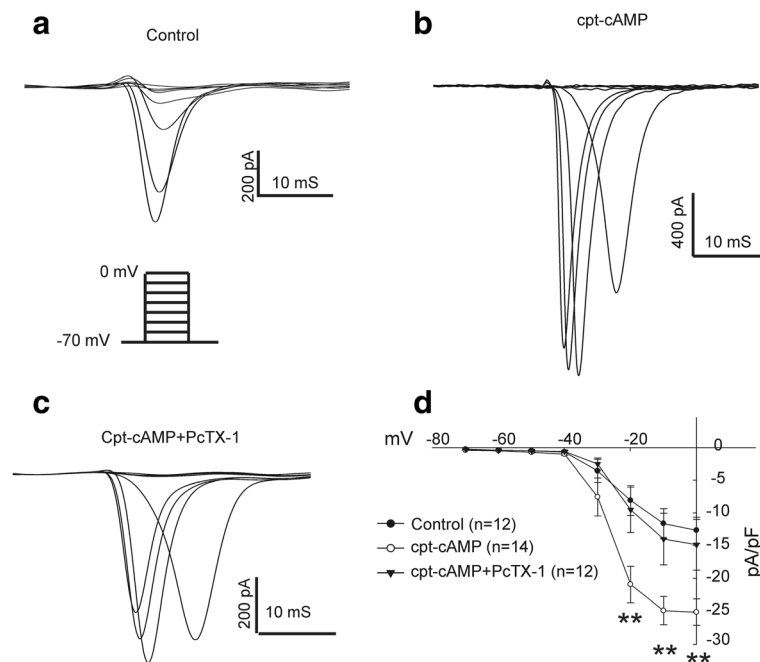 a
Control
200 pA
10 mS
0 mV
-70 mV
b
cpt-cAMP
400 pA
10 mS
c
Cpt-cAMP+PcTX-1
200 pA
10 mS
d
mV
-80 -60 -40 -20 0
-5
-10
-15
-20
-25
-30
pA/pF
Control (n=12)
cpt-cAMP (n=14)
cpt-cAMP+PcTX-1 (n=12)
** ** **